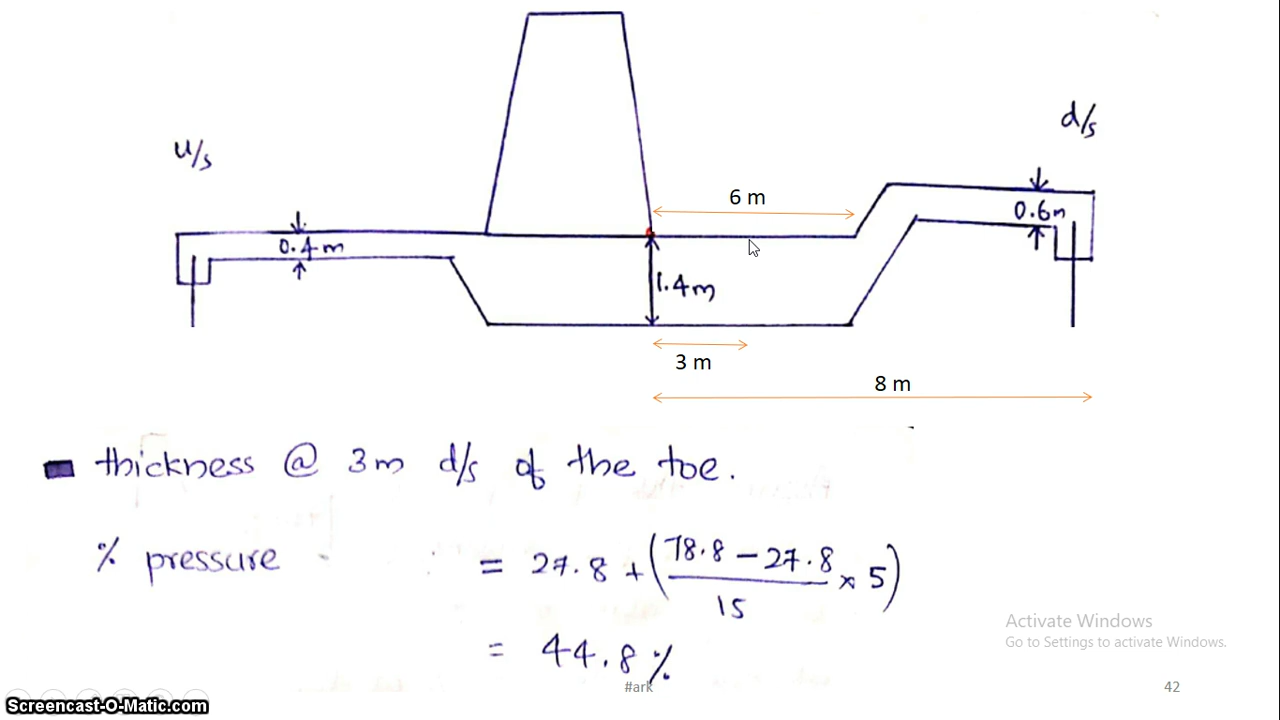 d/s
u/s
6 m
0.6m
0.4 m
1.4m
3 m
8 m
thickness @ 3m d/s of the toe.
% pressure = 27.8 + (78.8 – 27.8 / 15 × 5)
= 44.8 %
Activate Windows
Go to Settings to activate Windows.
#ark
42
Screencast-O-Matic.com